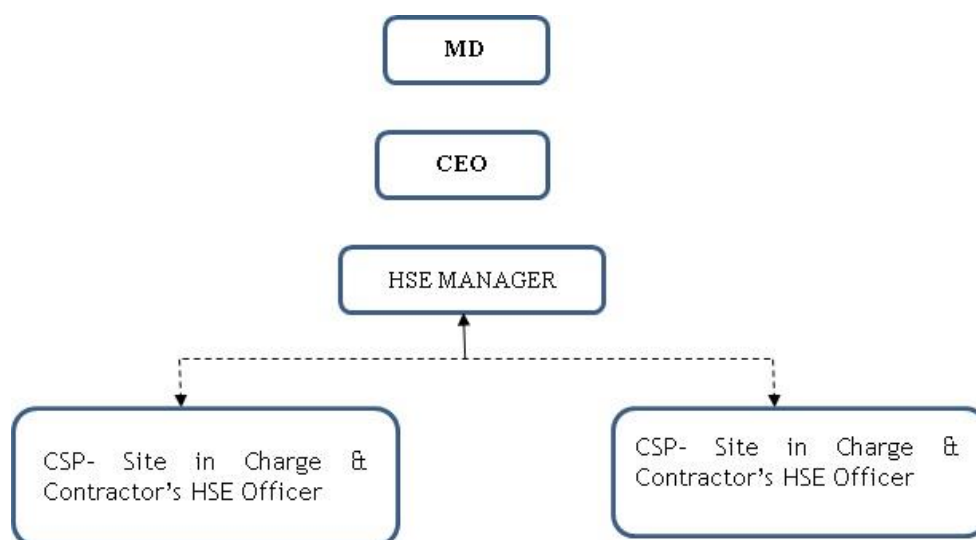 MD
CEO
HSE MANAGER
CSP- Site in Charge &
Contractor's HSE Officer
CSP- Site in Charge &
Contractor's HSE Officer